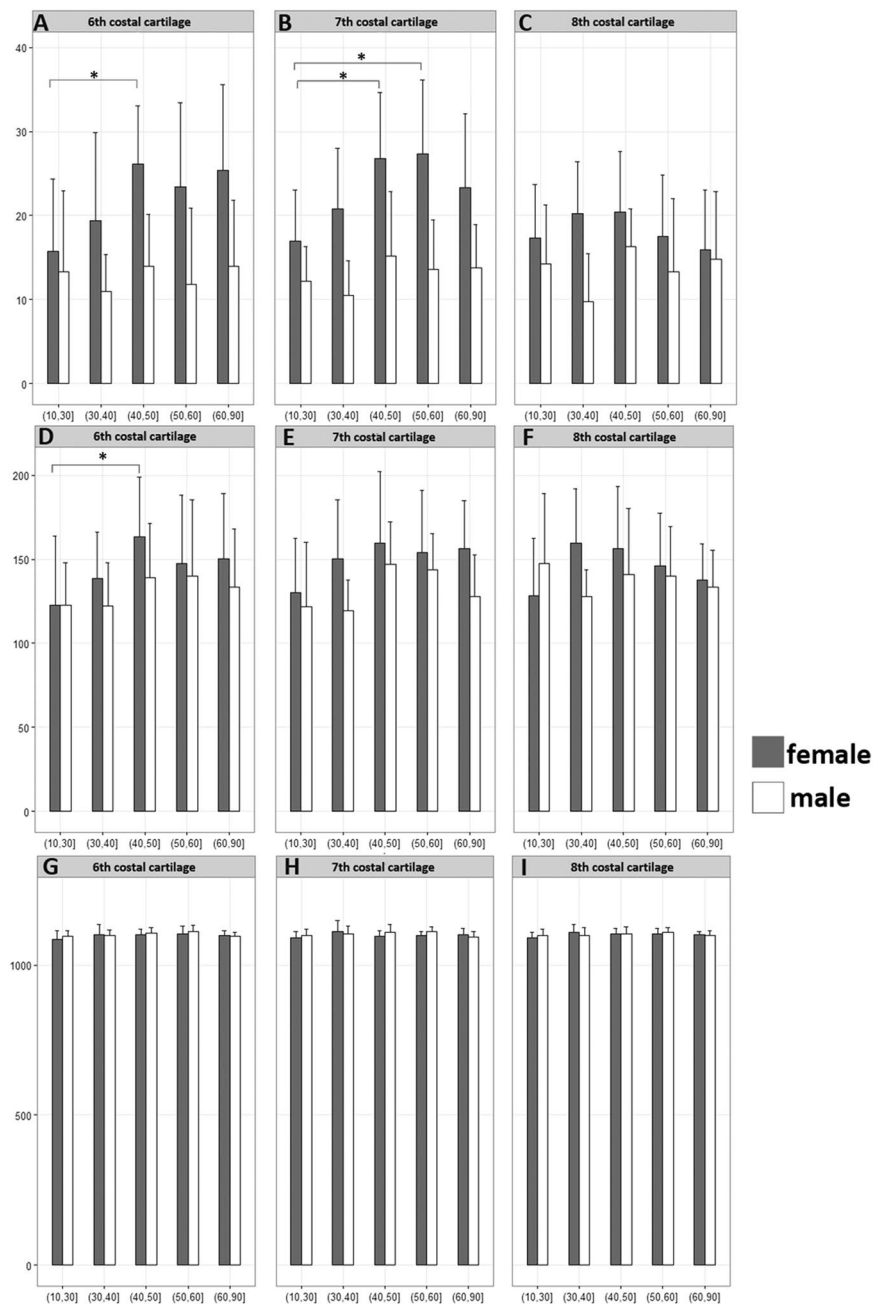 A 6th costal cartilage B 7th costal cartilage C 8th costal cartilage
40
* *
*
30
20
10
0
(10,30] (30,40] (40,50] (50,60] (60,90] (10,30] (30,40] (40,50] (50,60] (60,90] (10,30] (30,40] (40,50] (50,60] (60,90]
D 6th costal cartilage E 7th costal cartilage F 8th costal cartilage
*
200
150
100
50
0
female
male
(10,30] (30,40] (40,50] (50,60] (60,90] (10,30] (30,40] (40,50] (50,60] (60,90] (10,30] (30,40] (40,50] (50,60] (60,90]
G 6th costal cartilage H 7th costal cartilage I 8th costal cartilage
1000
500
0
(10,30] (30,40] (40,50] (50,60] (60,90] (10,30] (30,40] (40,50] (50,60] (60,90] (10,30] (30,40] (40,50] (50,60] (60,90]